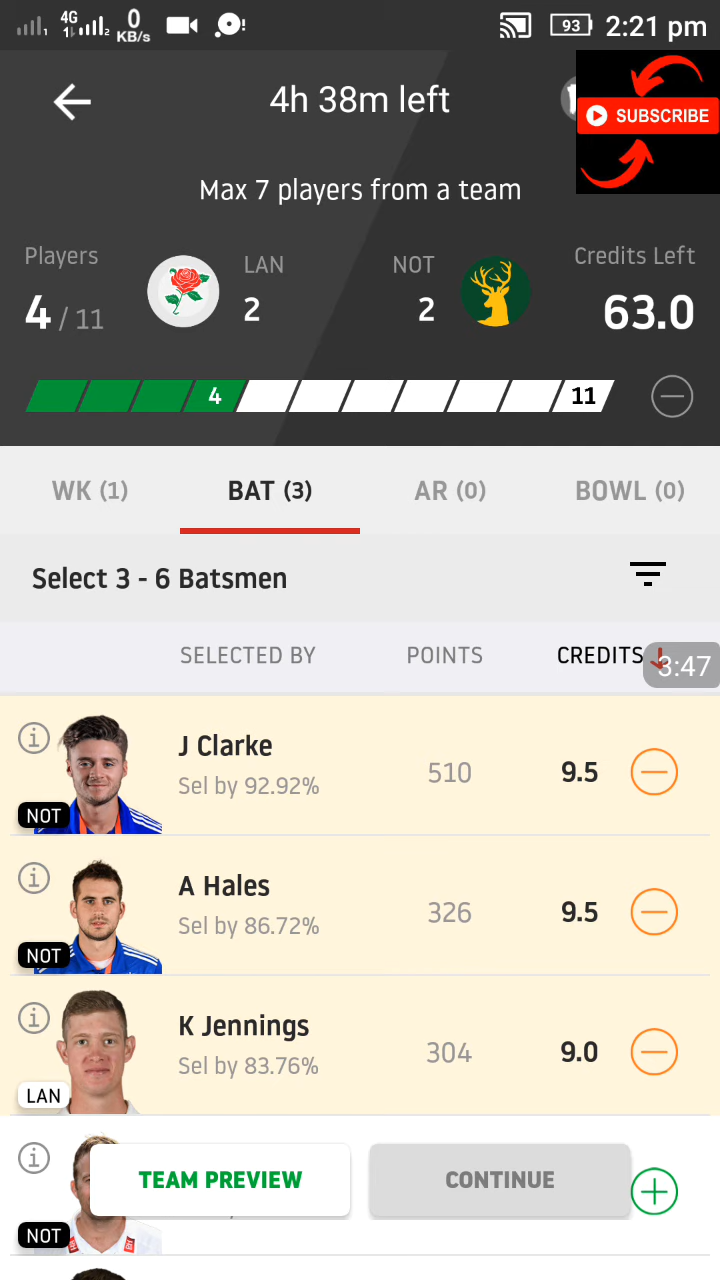 4G 0 KB/s 93 2:21 pm
4h 38m left
SUBSCRIBE
Max 7 players from a team
Players LAN NOT Credits Left
4 / 11 2 2 63.0
4 11
WK (1) BAT (3) AR (0) BOWL (0)
Select 3 - 6 Batsmen
SELECTED BY POINTS CREDITS
3:47
J Clarke
Sel by 92.92% 510 9.5
NOT
A Hales
Sel by 86.72% 326 9.5
NOT
K Jennings
Sel by 83.76% 304 9.0
LAN
TEAM PREVIEW CONTINUE
NOT